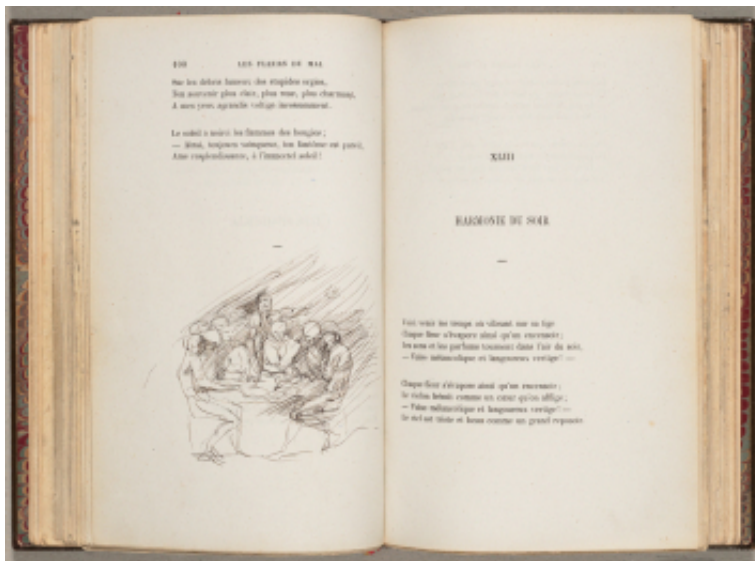 100 LES FLEURS DU MAL
Sur les débris fumeux des stupides orgies,
Ton souvenir plus clair, plus rose, plus charmant,
A mes yeux agrandis voltige incessamment.
Le soleil a noirci les flammes des bougies ;
— Ainsi, toujours vainqueur, ton fantôme est pareil,
Ame resplendissante, à l'immortel soleil !
XLIII
HARMONIE DU SOIR
Voici venir les temps où vibrant sur sa tige
Chaque fleur s'évapore ainsi qu'un encensoir ;
Les sons et les parfums tournent dans l'air du soir,
— Valse mélancolique et langoureux vertige ! —
Chaque fleur s'évapore ainsi qu'un encensoir ;
Le violon frémit comme un cœur qu'on afflige ;
— Valse mélancolique et langoureux vertige ! —
Le ciel est triste et beau comme un grand reposoir.